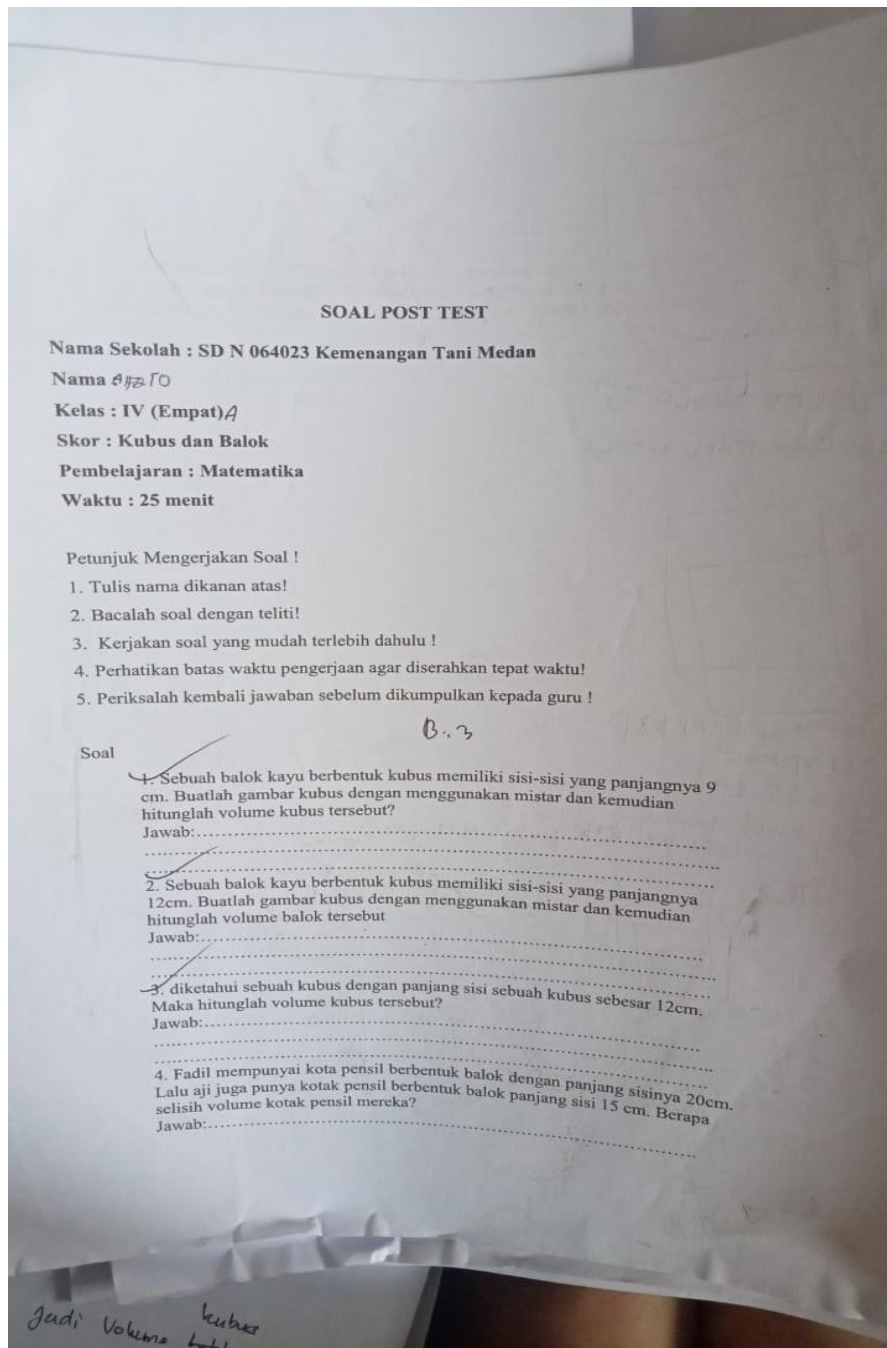 SOAL POST TEST
Nama Sekolah : SD N 064023 Kemenangan Tani Medan
Nama
Kelas : IV (Empat)A
Skor : Kubus dan Balok
Pembelajaran : Matematika
Waktu : 25 menit
Petunjuk Mengerjakan Soal !
1. Tulis nama dikanan atas!
2. Bacalah soal dengan teliti!
3. Kerjakan soal yang mudah terlebih dahulu !
4. Perhatikan batas waktu pengerjaan agar diserahkan tepat waktu!
5. Periksalah kembali jawaban sebelum dikumpulkan kepada guru !
B.3
Soal
1. Sebuah balok kayu berbentuk kubus memiliki sisi-sisi yang panjangnya 9
cm. Buatlah gambar kubus dengan menggunakan mistar dan kemudian
hitunglah volume kubus tersebut?
Jawab:
2. Sebuah balok kayu berbentuk kubus memiliki sisi-sisi yang panjangnya
12cm. Buatlah gambar kubus dengan menggunakan mistar dan kemudian
hitunglah volume balok tersebut
Jawab:
3. diketahui sebuah kubus dengan panjang sisi sebuah kubus sebesar 12cm.
Maka hitunglah volume kubus tersebut?
Jawab:
4. Fadil mempunyai kota pensil berbentuk balok dengan panjang sisinya 20cm.
Lalu aji juga punya kotak pensil berbentuk balok panjang sisi 15 cm. Berapa
selisih volume kotak pensil mereka?
Jawab:
Jadi Volume kubus